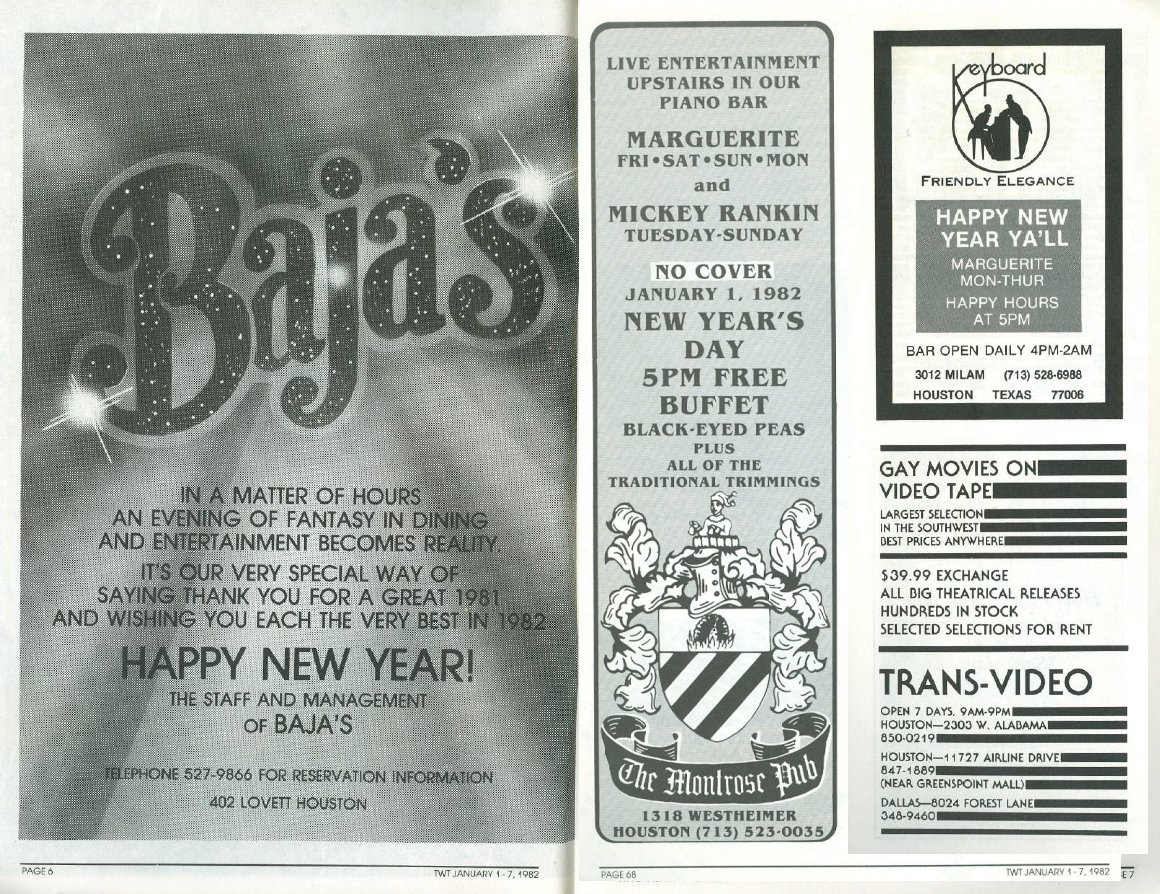 Baja's
IN A MATTER OF HOURS
AN EVENING OF FANTASY IN DINING
AND ENTERTAINMENT BECOMES REALITY.
IT'S OUR VERY SPECIAL WAY OF
SAYING THANK YOU FOR A GREAT 1981
AND WISHING YOU EACH THE VERY BEST IN 1982
HAPPY NEW YEAR!
THE STAFF AND MANAGEMENT
OF BAJA'S
TELEPHONE 527-9866 FOR RESERVATION INFORMATION
402 LOVETT HOUSTON
PAGE 6
TWT JANUARY 1 - 7, 1982
LIVE ENTERTAINMENT
UPSTAIRS IN OUR
PIANO BAR
MARGUERITE
FRI•SAT•SUN•MON
and
MICKEY RANKIN
TUESDAY-SUNDAY
NO COVER
JANUARY 1, 1982
NEW YEAR'S
DAY
5PM FREE
BUFFET
BLACK-EYED PEAS
PLUS
ALL OF THE
TRADITIONAL TRIMMINGS
The Montrose Pub
1318 WESTHEIMER
HOUSTON (713) 523-0035
PAGE 68
Keyboard
FRIENDLY ELEGANCE
HAPPY NEW
YEAR YA'LL
MARGUERITE
MON-THUR
HAPPY HOURS
AT 5PM
BAR OPEN DAILY 4PM-2AM
3012 MILAM (713) 528-6988
HOUSTON TEXAS 77006
GAY MOVIES ON
VIDEO TAPE
LARGEST SELECTION
IN THE SOUTHWEST
BEST PRICES ANYWHERE
$39.99 EXCHANGE
ALL BIG THEATRICAL RELEASES
HUNDREDS IN STOCK
SELECTED SELECTIONS FOR RENT
TRANS-VIDEO
OPEN 7 DAYS, 9AM-9PM
HOUSTON—2303 W. ALABAMA
850-0219
HOUSTON—11727 AIRLINE DRIVE
847-1889
(NEAR GREENSPOINT MALL)
DALLAS—8024 FOREST LANE
348-9460
TWT JANUARY 1 - 7, 1982